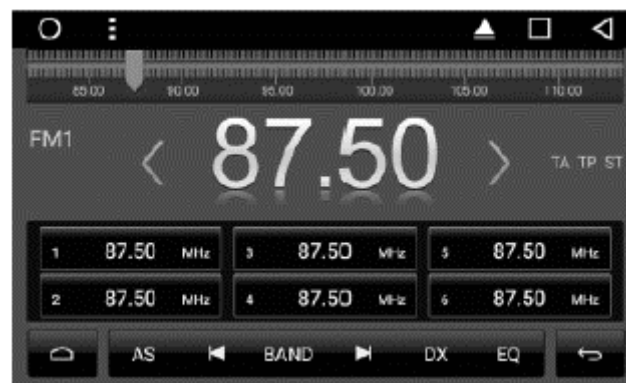 85.00 90.00 95.00 100.00 105.00 110.00
FM1
87.50
TA TP ST
1 87.50 MHz 3 87.50 MHz 5 87.50 MHz
2 87.50 MHz 4 87.50 MHz 6 87.50 MHz
AS BAND DX EQ